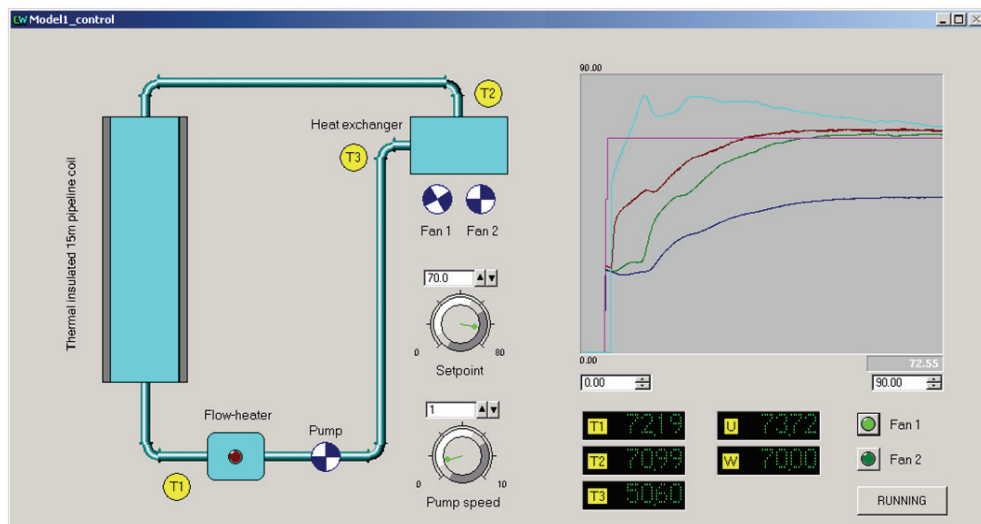 CW Model1_control
90.00
T2
Heat exchanger
T3
Thermal insulated 15m pipeline coil
Fan 1 Fan 2
70.0
0 80
Setpoint
0.00 72.55
0.00 90.00
Flow-heater
Pump
1
T1
0 10
Pump speed
T1 72,19 U 73,72 Fan 1
T2 70,99 W 70,00 Fan 2
T3 50,60
RUNNING